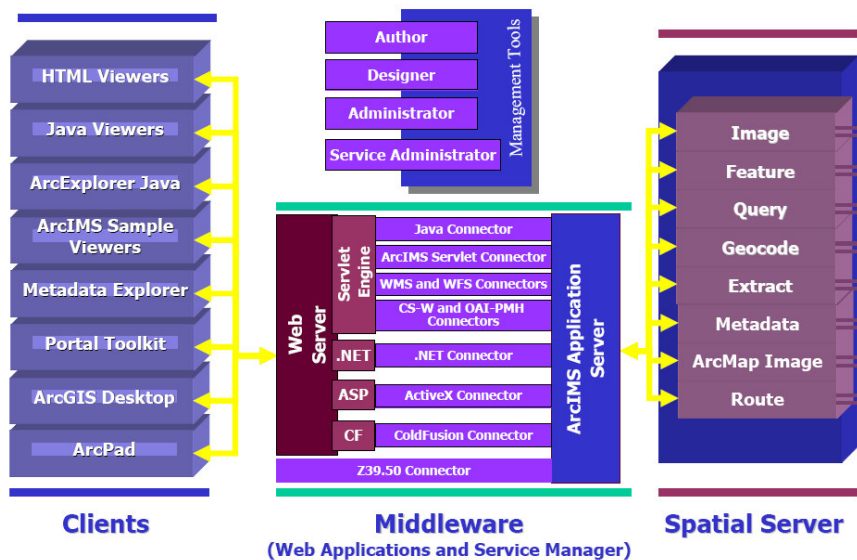 HTML Viewers
Java Viewers
ArcExplorer Java
ArcIMS Sample
Viewers
Metadata Explorer
Portal Toolkit
ArcGIS Desktop
ArcPad
Clients
Author
Designer
Administrator
Service Administrator
Management Tools
Web
Server
Servlet
Engine
.NET
ASP
CF
Java Connector
ArcIMS Servlet Connector
WMS and WFS Connectors
CS-W and OAI-PMH
Connectors
.NET Connector
ActiveX Connector
ColdFusion Connector
Z39.50 Connector
ArcIMS Application
Server
Middleware
(Web Applications and Service Manager)
Image
Feature
Query
Geocode
Extract
Metadata
ArcMap Image
Route
Spatial Server